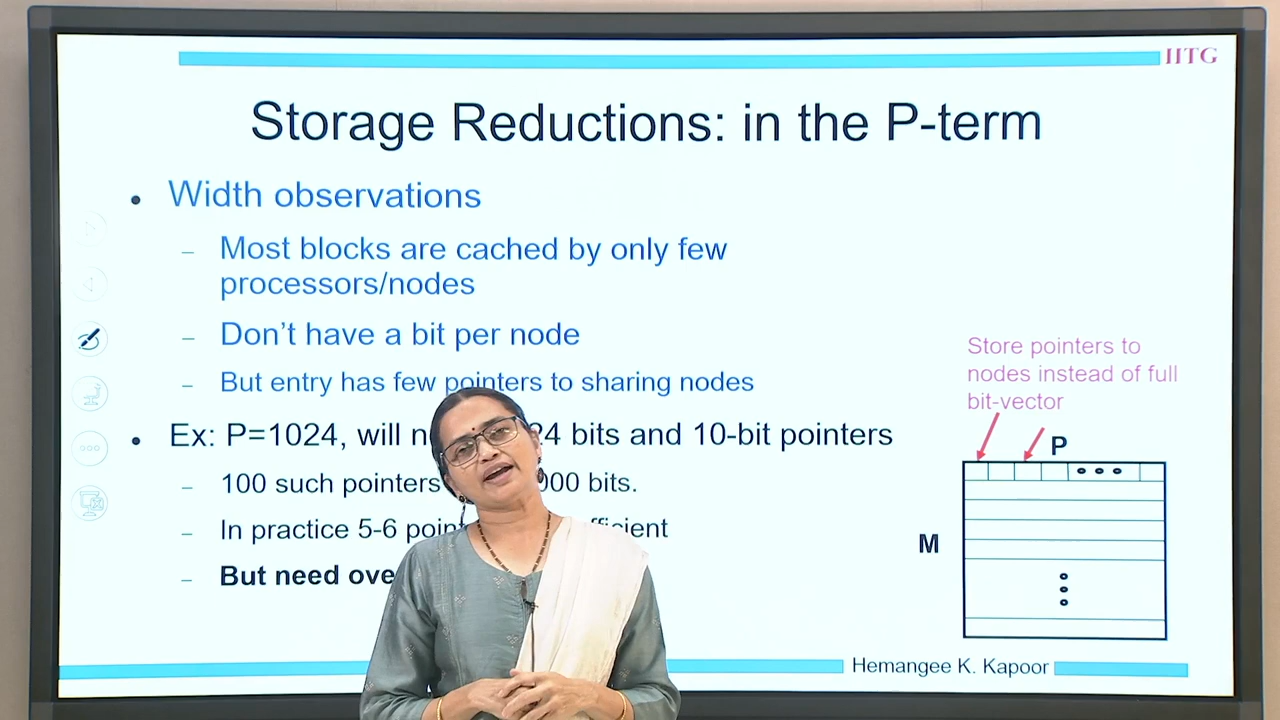 IITG
Storage Reductions: in the P-term
• Width observations
– Most blocks are cached by only few
processors/nodes
– Don't have a bit per node
– But entry has few pointers to sharing nodes
• Ex: P=1024, will 24 bits and 10-bit pointers
– 100 such pointers 000 bits.
– In practice 5-6
– But need
Store pointers to
nodes instead of full
bit-vector
P
M
Hemangee K. Kapoor